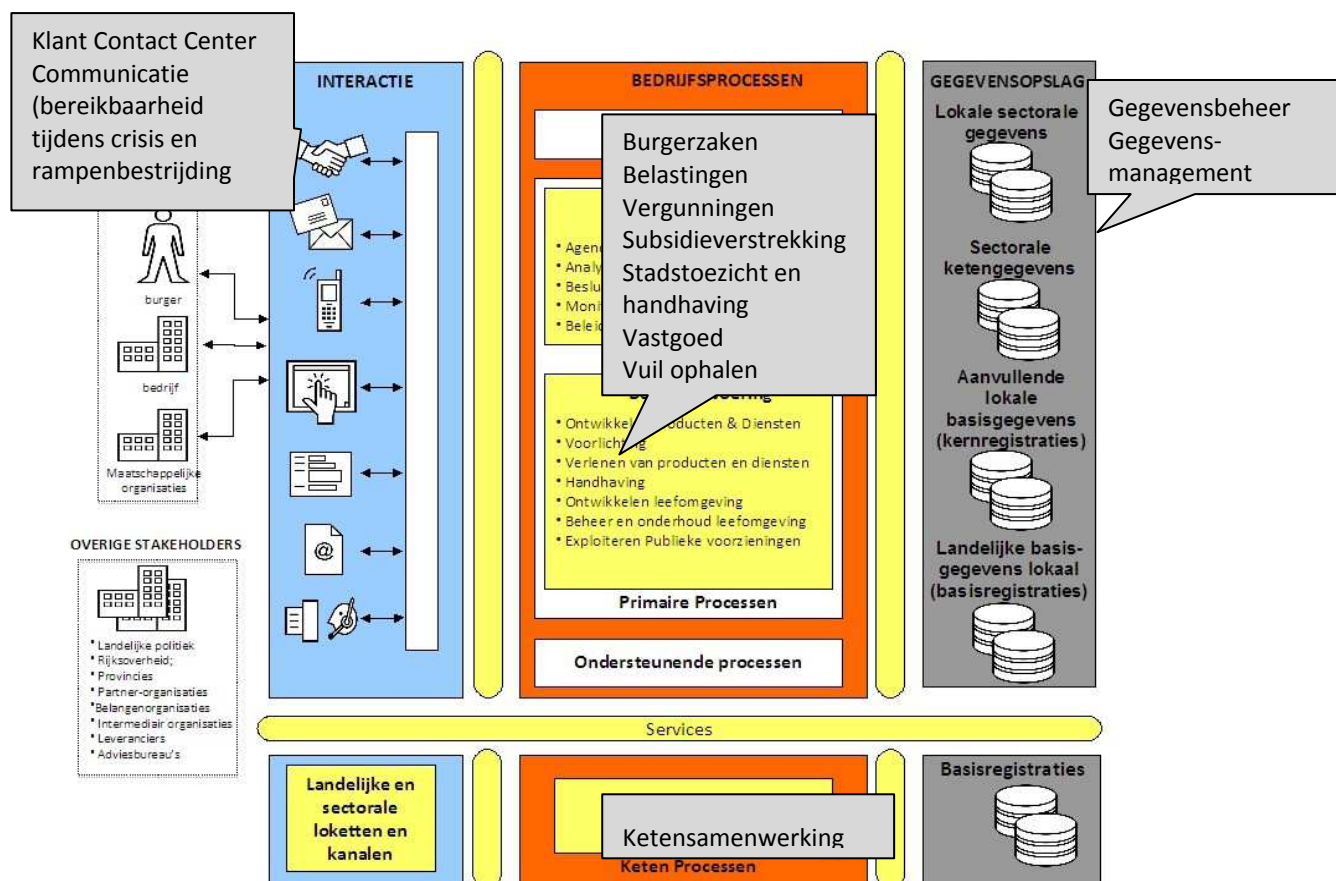 Klant Contact Center
Communicatie
(bereikbaarheid
tijdens crisis en
rampenbestrijding
burger
bedrijf
Maatschappelijke
organisaties
OVERIGE STAKEHOLDERS
• Landelijke politiek
• Rijksoverheid;
• Provincies
• Partner-organisaties
• Belangenorganisaties
• Intermediair organisaties
• Leveranciers
• Adviesbureau's
INTERACTIE
@
BEDRIJFSPROCESSEN
Burgerzaken
Belastingen
Vergunningen
Subsidieverstrekking
Stadstoezicht en
handhaving
Vastgoed
Vuil ophalen
• Ontwikkelen Producten & Diensten
• Voorlichting
• Verlenen van producten en diensten
• Handhaving
• Ontwikkelen leefomgeving
• Beheer en onderhoud leefomgeving
• Exploiteren Publieke voorzieningen
Primaire Processen
Ondersteunende processen
GEGEVENSOPSLAG
Lokale sectorale
gegevens
Sectorale
ketengegevens
Aanvullende
lokale
basisgegevens
(kernregistraties)
Landelijke basis-
gegevens lokaal
(basisregistraties)
Gegevensbeheer
Gegevens-
management
Services
Landelijke en
sectorale
loketten en
kanalen
Ketensamenwerking
Keten Processen
Basisregistraties